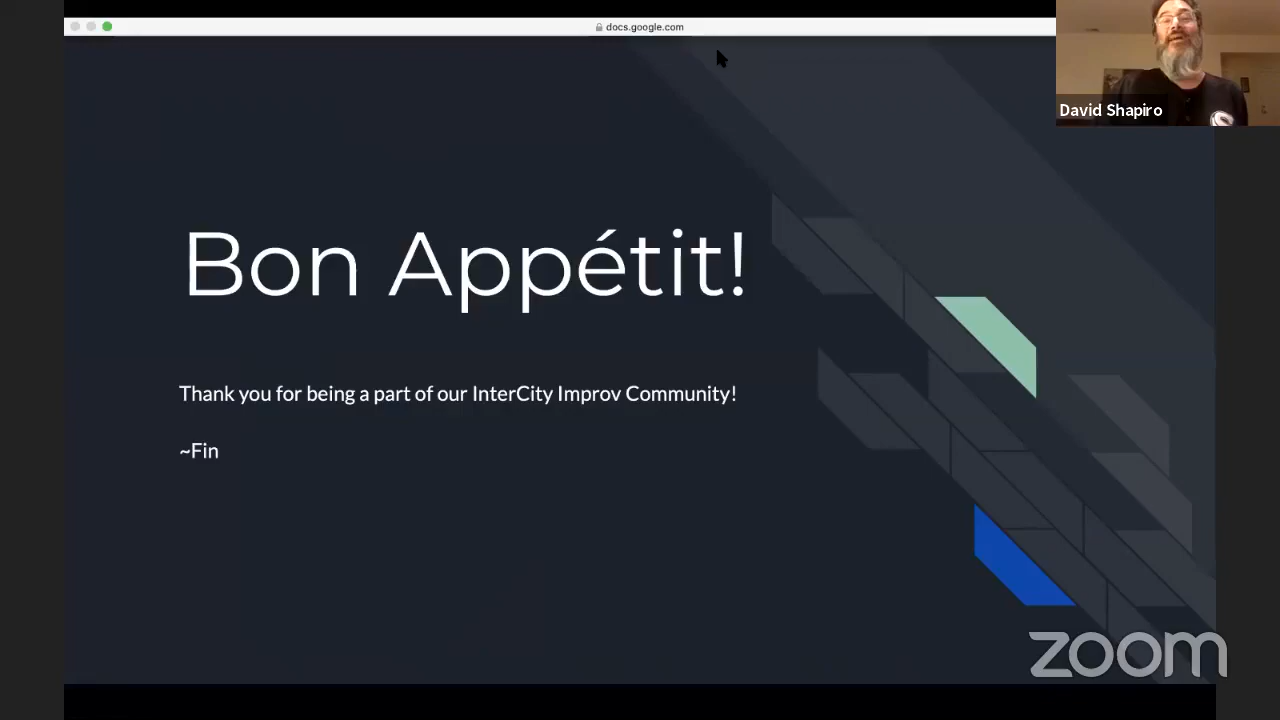 docs.google.com
David Shapiro
Bon Appétit!
Thank you for being a part of our InterCity Improv Community!
~Fin
zoom